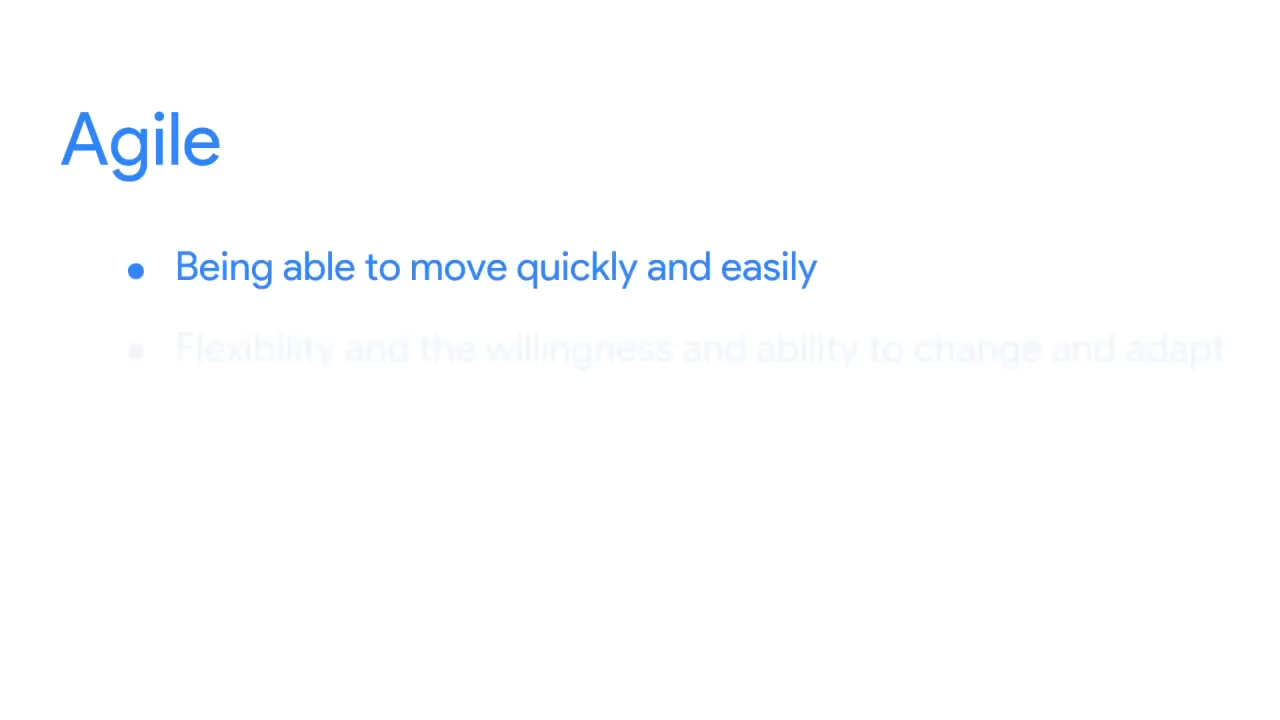 Agile
● Being able to move quickly and easily
● Flexibility and the willingness and ability to change and adapt